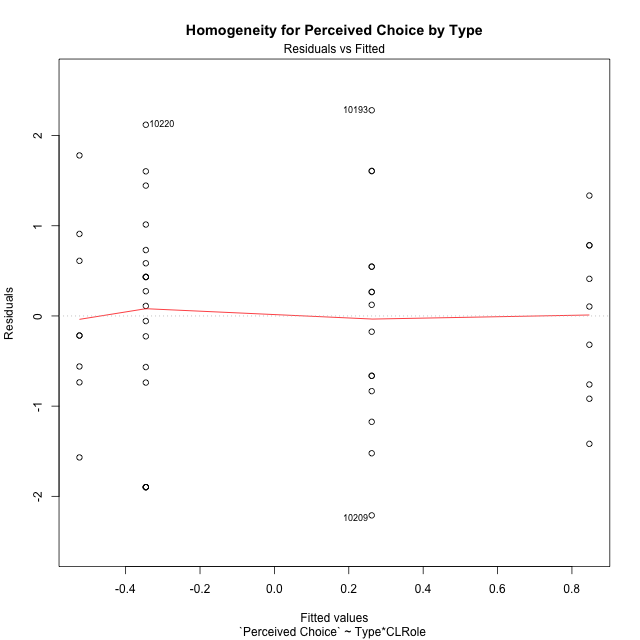 Homogeneity for Perceived Choice by Type
Residuals vs Fitted
10193
10220
2
1
0
-1
-2
Residuals
10209
-0.4 -0.2 0.0 0.2 0.4 0.6 0.8
Fitted values
`Perceived Choice` ~ Type*CLRole